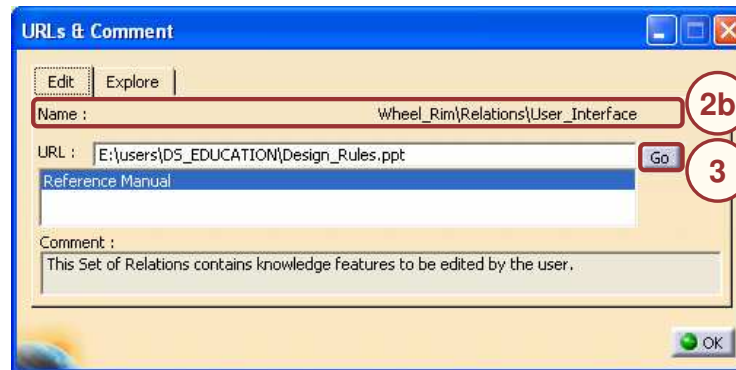 URLs & Comment
Edit Explore
Name : Wheel_Rim\Relations\User_Interface
2b
URL : E:\users\DS_EDUCATION\Design_Rules.ppt Go
3
Reference Manual
Comment :
This Set of Relations contains knowledge features to be edited by the user.
OK